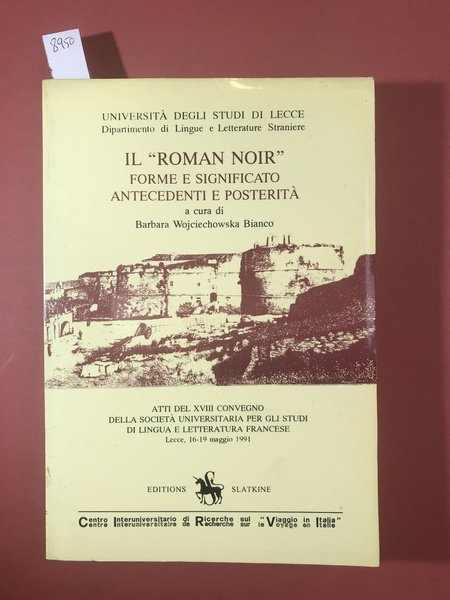 8950
UNIVERSITÀ DEGLI STUDI DI LECCE
Dipartimento di Lingue e Letterature Straniere
IL "ROMAN NOIR"
FORME E SIGNIFICATO
ANTECEDENTI E POSTERITÀ
a cura di
Barbara Wojciechowska Bianco
ATTI DEL XVIII CONVEGNO
DELLA SOCIETÀ UNIVERSITARIA PER GLI STUDI
DI LINGUA E LETTERATURA FRANCESE
Lecce, 16-19 maggio 1991
EDITIONS SLATKINE
Centro Interuniversitario di Ricerche sul "Viaggio in Italia"
Centre Interuniversitaire de Recherche sur le Voyage en Italie